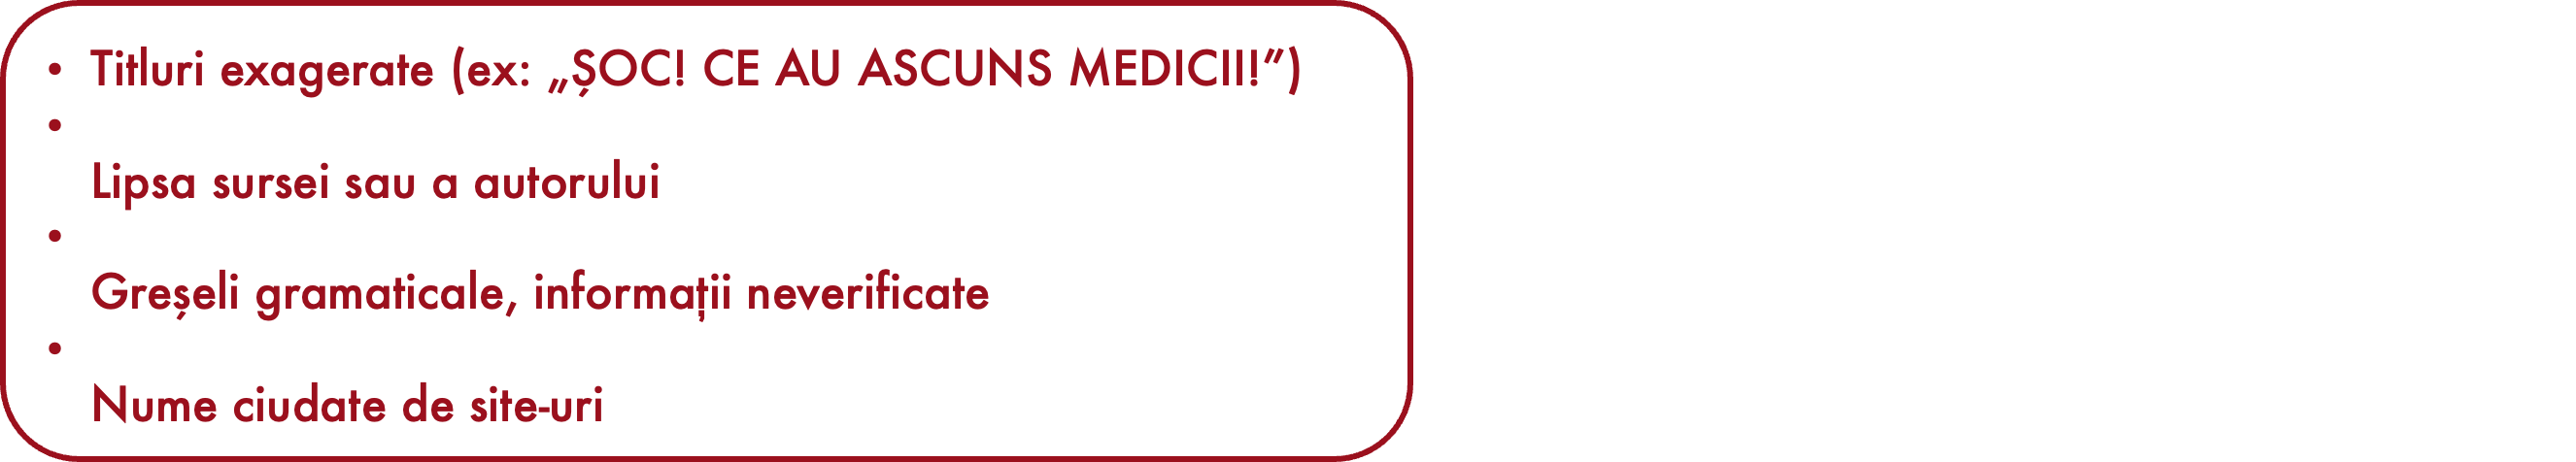 • Titluri exagerate (ex: „ȘOC! CE AU ASCUNS MEDICII!”)
•
Lipsa sursei sau a autorului
•
Greșeli gramaticale, informații neverificate
•
Nume ciudate de site-uri